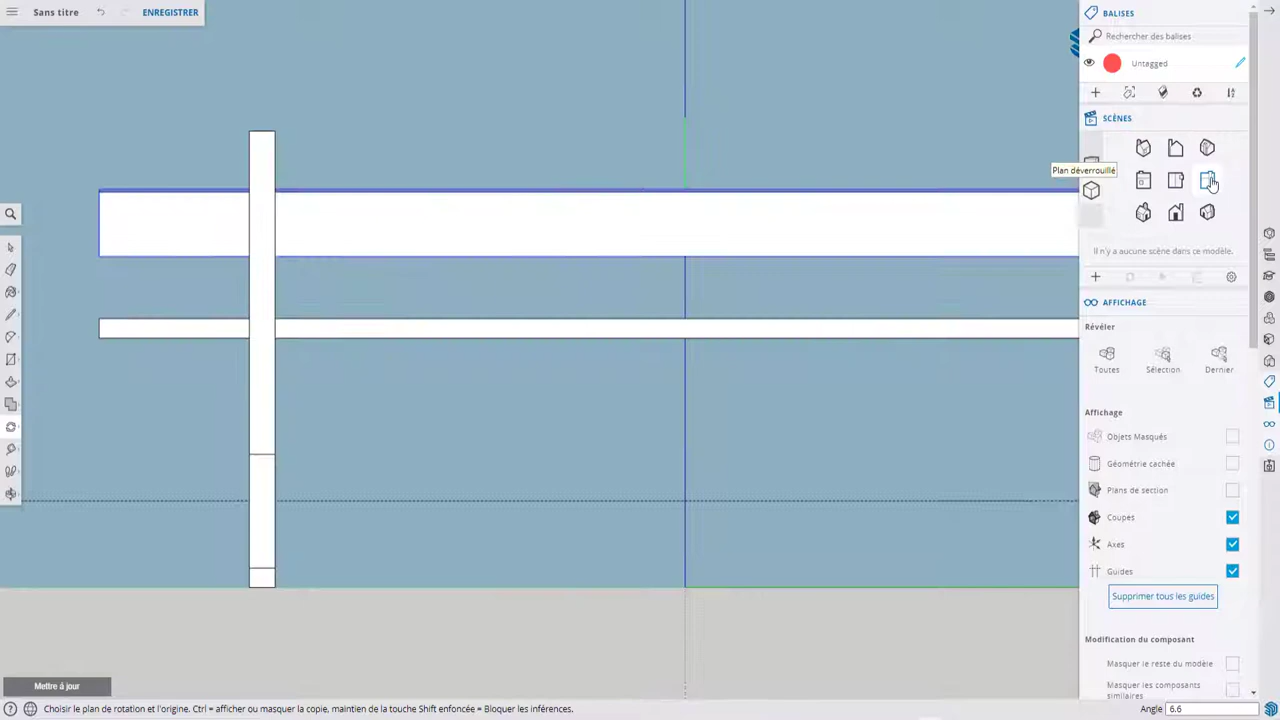 Sans titre
ENREGISTRER
BALISES
Rechercher des balises
Untagged
SCÈNES
Plan déverrouillé
Il n'y a aucune scène dans ce modèle.
AFFICHAGE
Révéler
Toutes
Sélection
Dernier
Affichage
Objets Masqués
Géométrie cachée
Plans de section
Coupes
Axes
Guides
Supprimer tous les guides
Modification du composant
Masquer le reste du modèle
Masquer les composants
similaires
Mettre à jour
Choisir le plan de rotation et l'origine. Ctrl = afficher ou masquer la copie, maintien de la touche Shift enfoncée = Bloquer les inférences.
Angle
6.6